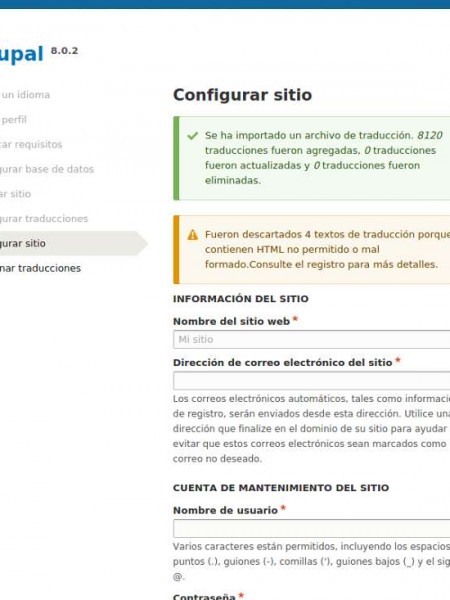 upal 8.0.2
un idioma
perfil
car requisitos
gurar base de datos
ar sitio
gurar traducciones
gurar sitio
nar traducciones
Configurar sitio
Se ha importado un archivo de traducción. 8120
traducciones fueron agregadas, 0 traducciones
fueron actualizadas y 0 traducciones fueron
eliminadas.
Fueron descartados 4 textos de traducción porque
contienen HTML no permitido o mal
formado.Consulte el registro para más detalles.
INFORMACIÓN DEL SITIO
Nombre del sitio web *
Mi sitio
Dirección de correo electrónico del sitio *
Los correos electrónicos automáticos, tales como informaci
de registro, serán enviados desde esta dirección. Utilice una
dirección que finalize en el dominio de su sitio para ayudar
evitar que estos correos electrónicos sean marcados como
correo no deseado.
CUENTA DE MANTENIMIENTO DEL SITIO
Nombre de usuario *
Varios caracteres están permitidos, incluyendo los espacios
puntos (.), guiones (-), comillas ('), guiones bajos (_) y el sig
@.
Contraseña *